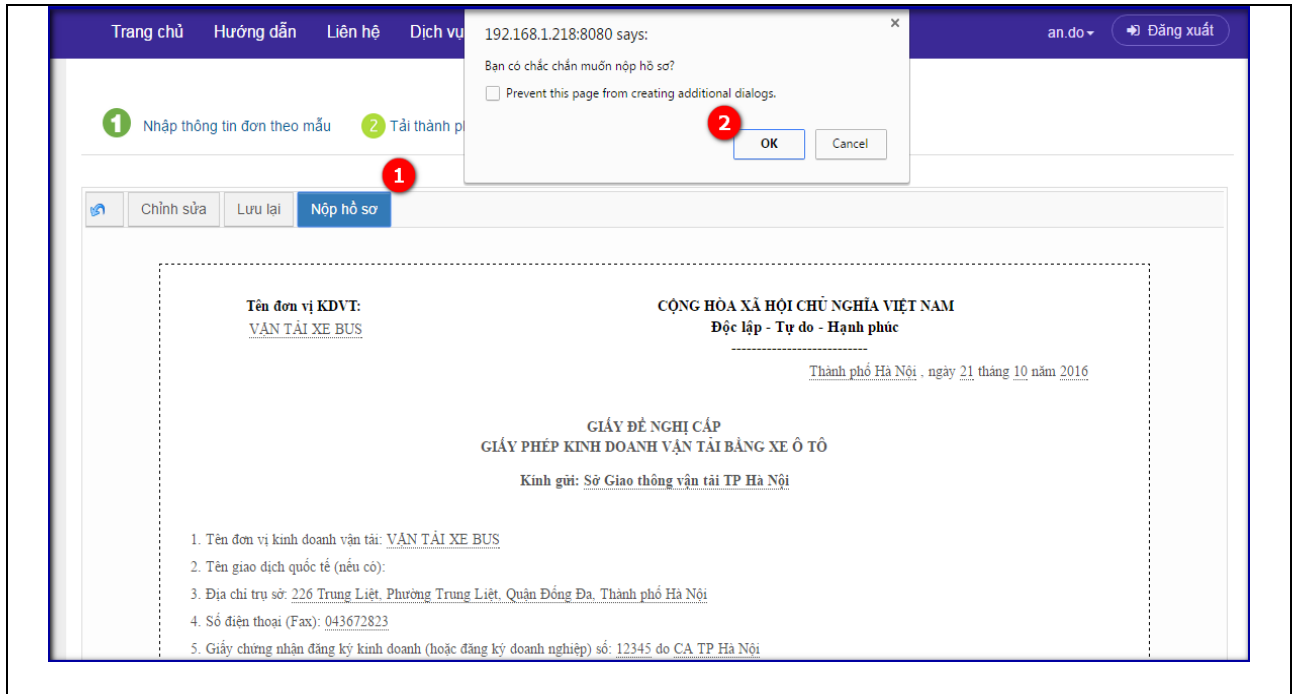 Trang chủ Hướng dẫn Liên hệ Dịch vụ an.do Đăng xuất
192.168.1.218:8080 says:
×
Bạn có chắc chắn muốn nộp hồ sơ?
Prevent this page from creating additional dialogs.
2
OK Cancel
1 Nhập thông tin đơn theo mẫu 2 Tải thành
1
Chỉnh sửa Lưu lại Nộp hồ sơ
Tên đơn vị KDVT: CỘNG HÒA XÃ HỘI CHỦ NGHĨA VIỆT NAM
VẬN TẢI XE BUS Độc lập - Tự do - Hạnh phúc
---------------------------
Thành phố Hà Nội , ngày 21 tháng 10 năm 2016
GIẤY ĐỀ NGHỊ CẤP
GIẤY PHÉP KINH DOANH VẬN TẢI BẰNG XE Ô TÔ
Kính gửi: Sở Giao thông vận tải TP Hà Nội
1. Tên đơn vị kinh doanh vận tải: VẬN TẢI XE BUS
2. Tên giao dịch quốc tế (nếu có):
3. Địa chỉ trụ sở: 226 Trung Liệt, Phường Trung Liệt, Quận Đống Đa, Thành phố Hà Nội
4. Số điện thoại (Fax): 043672823
5. Giấy chứng nhận đăng ký kinh doanh (hoặc đăng ký doanh nghiệp) số: 12345 do CA TP Hà Nội